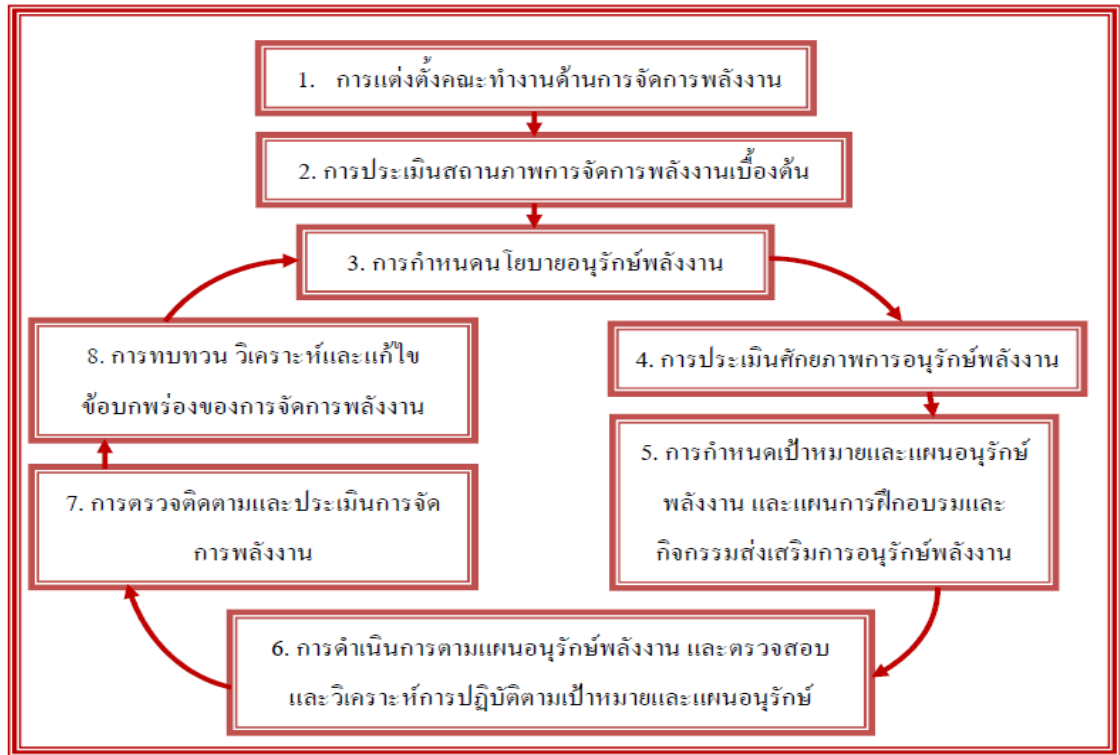 1. การแต่งตั้งคณะทำงานด้านการจัดการพลังงาน
2. การประเมินสถานภาพการจัดการพลังงานเบื้องต้น
3. การกำหนดนโยบายอนุรักษ์พลังงาน
4. การประเมินศักยภาพการอนุรักษ์พลังงาน
5. การกำหนดเป้าหมายและแผนอนุรักษ์
พลังงาน และแผนการฝึกอบรมและ
กิจกรรมส่งเสริมการอนุรักษ์พลังงาน
6. การดำเนินการตามแผนอนุรักษ์พลังงาน และตรวจสอบ
และวิเคราะห์การปฏิบัติตามเป้าหมายและแผนอนุรักษ์
7. การตรวจติดตามและประเมินการจัด
การพลังงาน
8. การทบทวน วิเคราะห์และแก้ไข
ข้อบกพร่องของการจัดการพลังงาน